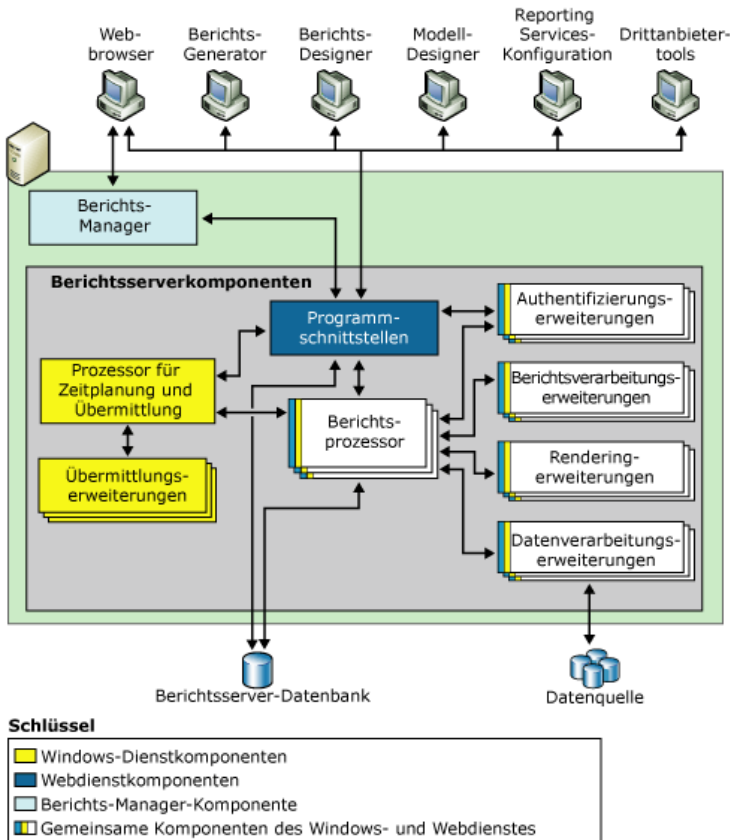 Web-
browser
Berichts-
Generator
Berichts-
Designer
Modell-
Designer
Reporting
Services-
Konfiguration
Drittanbieter-
tools
Berichts-
Manager
Berichtsserverkomponenten
Programm-
schnittstellen
Authentifizierungs-
erweiterungen
Prozessor für
Zeitplanung und
Übermittlung
Berichtsverarbeitungs-
erweiterungen
Berichts-
prozessor
Übermittlungs-
erweiterungen
Rendering-
erweiterungen
Datenverarbeitungs-
erweiterungen
Berichtsserver-Datenbank
Datenquelle
Schlüssel
Windows-Dienstkomponenten
Webdienstkomponenten
Berichts-Manager-Komponente
Gemeinsame Komponenten des Windows- und Webdienstes